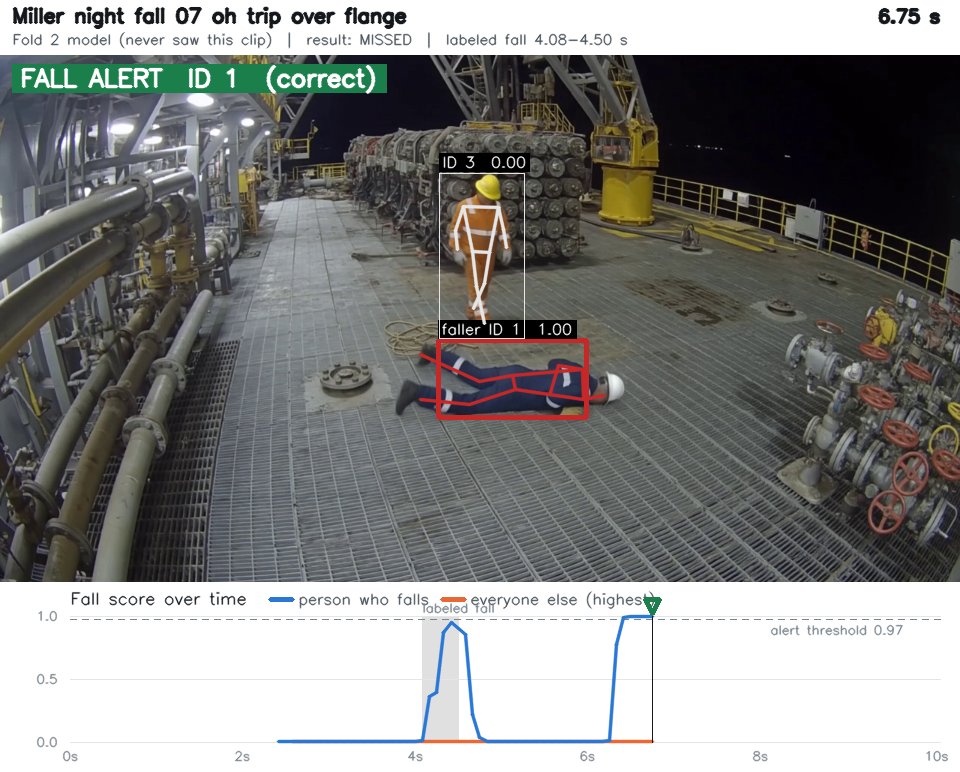 Miller night fall 07 oh trip over flange
6.75 s
Fold 2 model (never saw this clip) | result: MISSED | labeled fall 4.08-4.50 s
FALL ALERT ID 1 (correct)
ID 3 0.00
faller ID 1 1.00
Fall score over time
person who falls
everyone else (highest)
labeled fall
1.0
alert threshold 0.97
0.5
0.0
0s 2s 4s 6s 8s 10s